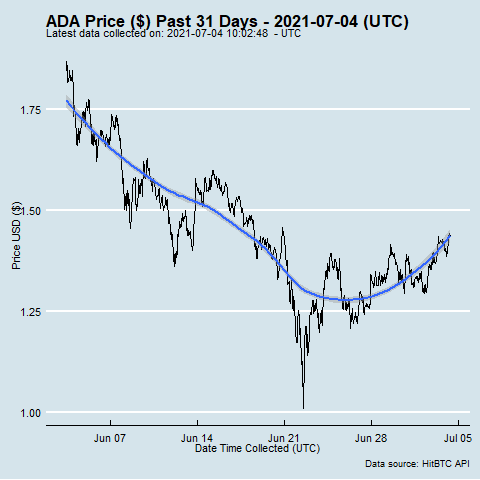 ADA Price ($) Past 31 Days - 2021-07-04 (UTC)
Latest data collected on: 2021-07-04 10:02:48 - UTC
Price USD ($)
1.75
1.50
1.25
1.00
Jun 07 Jun 14 Jun 21 Jun 28 Jul 05
Date Time Collected (UTC)
Data source: HitBTC API